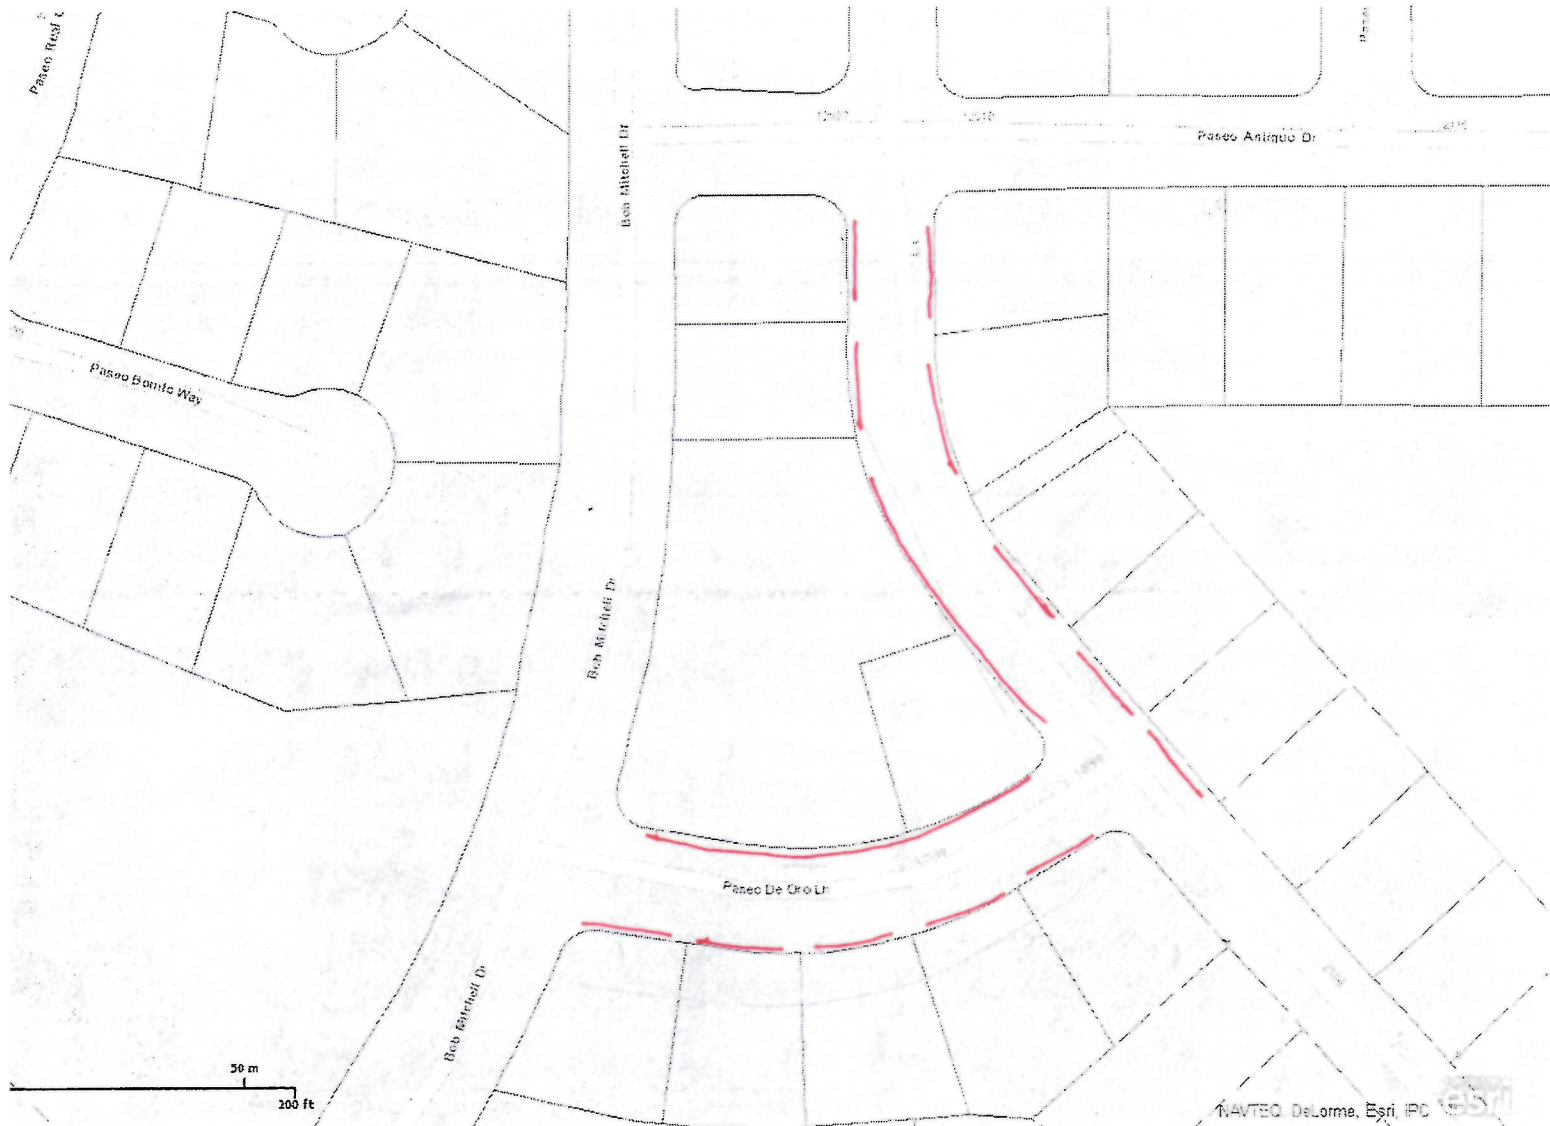 Paseo Real
Bob Mitchell Dr
Paseo Antiguo Dr
Paseo Bonito Way
Bob Mitchell Dr
Paseo De Oro Ln
Bob Mitchell Dr
50 m
200 ft
NAVTEQ, DeLorme, Esri, IPC
esri